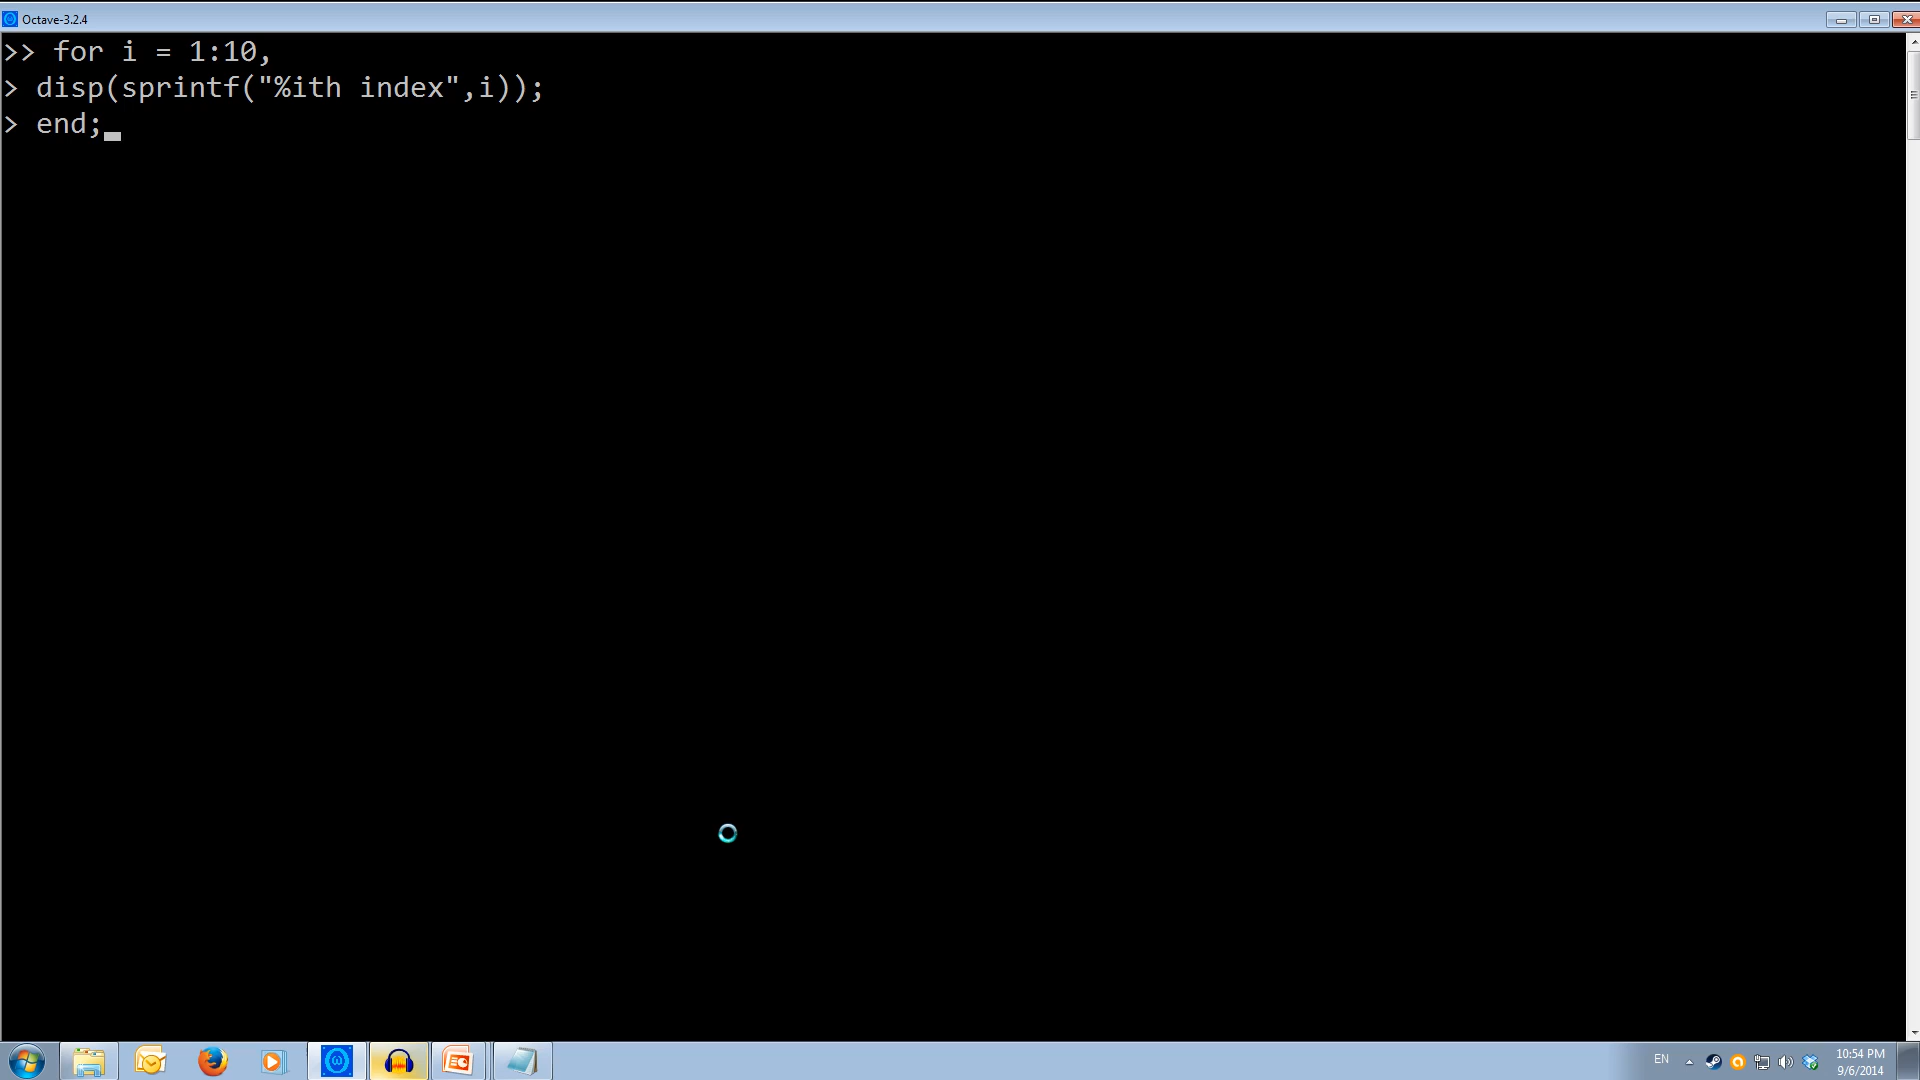 Octave-3.2.4
>> for i = 1:10,
> disp(sprintf("%ith index",i));
> end;
EN
10:54 PM
9/6/2014